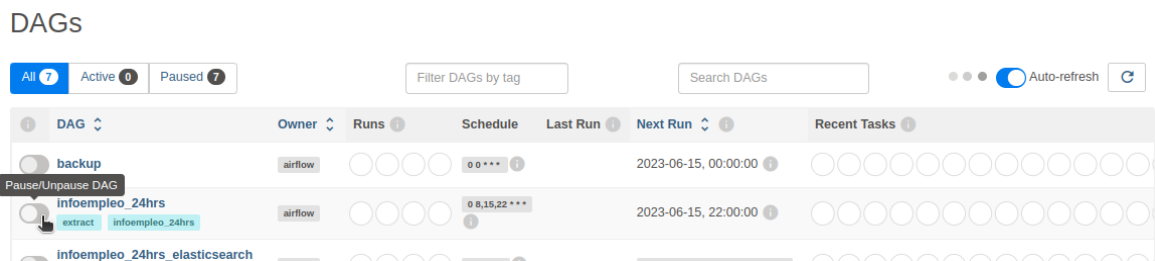 DAGs
All 7 Active 0 Paused 7 Filter DAGs by tag Search DAGs Auto-refresh
DAG Owner Runs Schedule Last Run Next Run Recent Tasks
backup airflow 0 0 * * * 2023-06-15, 00:00:00
Pause/Unpause DAG
infoempleo_24hrs airflow 0 8,15,22 * * * 2023-06-15, 22:00:00
extract infoempleo_24hrs
infoempleo_24hrs_elasticsearch